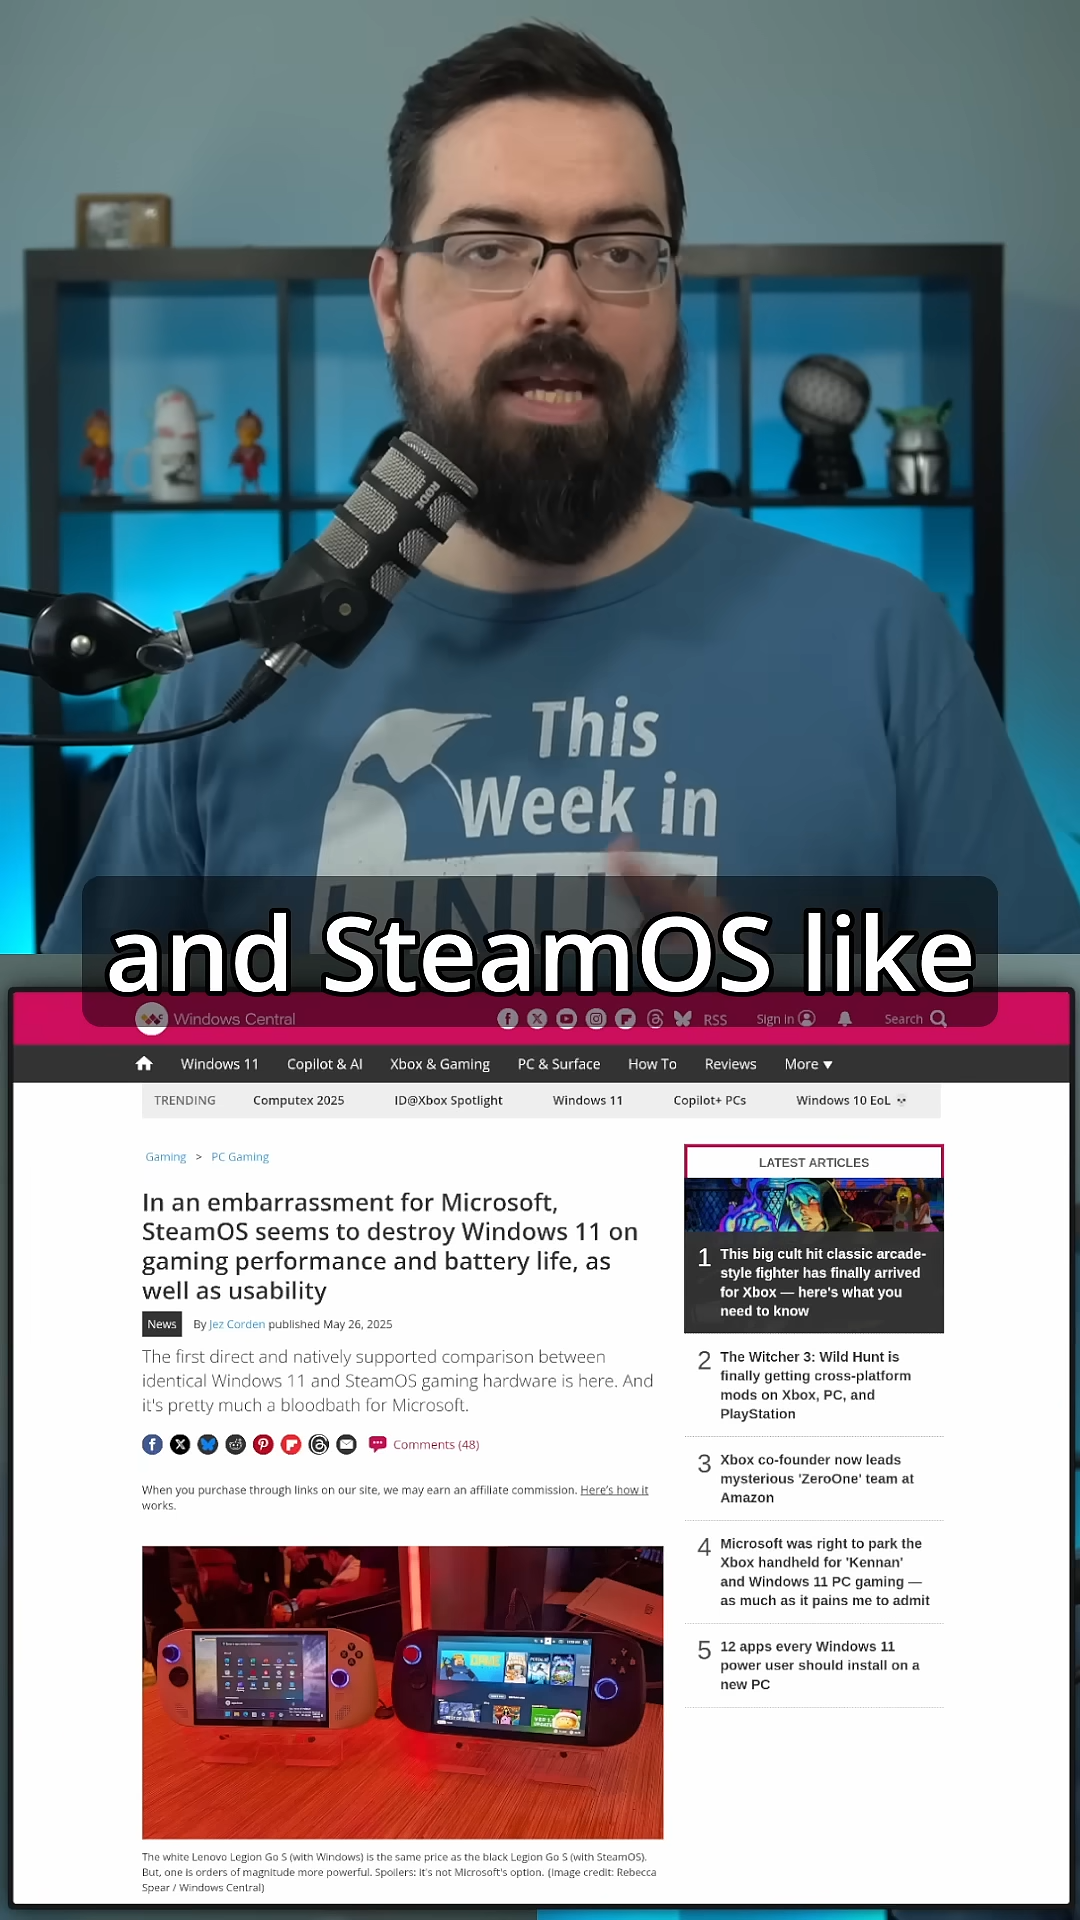 RØDE
This
Week in
LINUX
and SteamOS like
Windows Central
RSS
Sign in
Search
Windows 11
Copilot & AI
Xbox & Gaming
PC & Surface
How To
Reviews
More ▼
TRENDING
Computex 2025
ID@Xbox Spotlight
Windows 11
Copilot+ PCs
Windows 10 EoL ☠
Gaming > PC Gaming
In an embarrassment for Microsoft,
SteamOS seems to destroy Windows 11 on
gaming performance and battery life, as
well as usability
News By Jez Corden published May 26, 2025
The first direct and natively supported comparison between
identical Windows 11 and SteamOS gaming hardware is here. And
it's pretty much a bloodbath for Microsoft.
Comments (48)
When you purchase through links on our site, we may earn an affiliate commission. Here's how it
works.
The white Lenovo Legion Go S (with Windows) is the same price as the black Legion Go S (with SteamOS).
But, one is orders of magnitude more powerful. Spoilers: it's not Microsoft's option. (Image credit: Rebecca
Spear / Windows Central)
LATEST ARTICLES
1 This big cult hit classic arcade-
style fighter has finally arrived
for Xbox — here's what you
need to know
2 The Witcher 3: Wild Hunt is
finally getting cross-platform
mods on Xbox, PC, and
PlayStation
3 Xbox co-founder now leads
mysterious 'ZeroOne' team at
Amazon
4 Microsoft was right to park the
Xbox handheld for 'Kennan'
and Windows 11 PC gaming —
as much as it pains me to admit
5 12 apps every Windows 11
power user should install on a
new PC